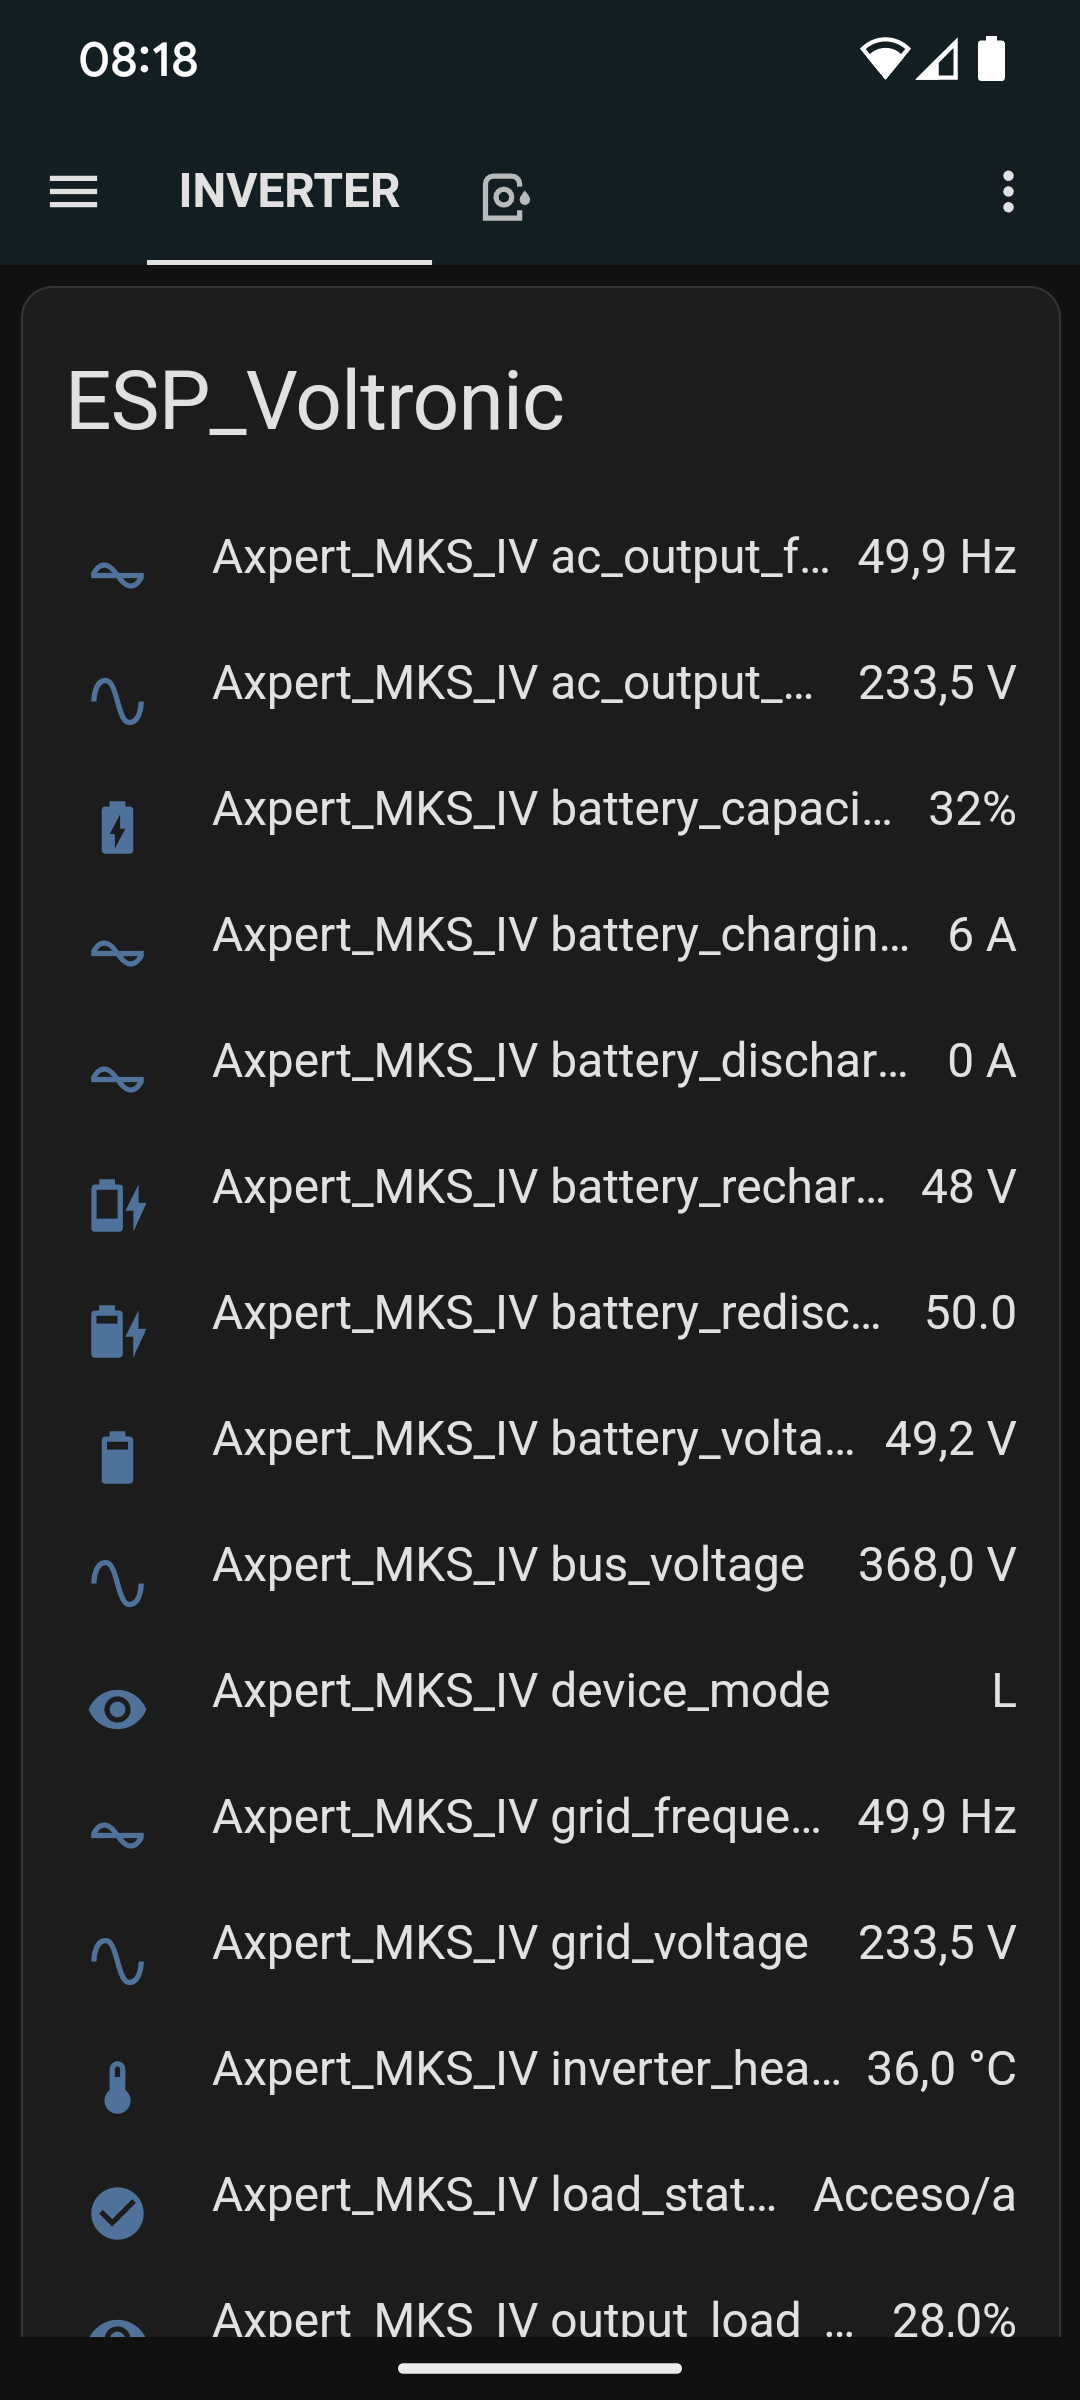 08:18
INVERTER
ESP_Voltronic
Axpert_MKS_IV ac_output_f... 49,9 Hz
Axpert_MKS_IV ac_output_... 233,5 V
Axpert_MKS_IV battery_capaci... 32%
Axpert_MKS_IV battery_chargin... 6 A
Axpert_MKS_IV battery_dischar... 0 A
Axpert_MKS_IV battery_rechar... 48 V
Axpert_MKS_IV battery_redisc... 50.0
Axpert_MKS_IV battery_volta... 49,2 V
Axpert_MKS_IV bus_voltage 368,0 V
Axpert_MKS_IV device_mode L
Axpert_MKS_IV grid_freque... 49,9 Hz
Axpert_MKS_IV grid_voltage 233,5 V
Axpert_MKS_IV inverter_hea... 36,0 °C
Axpert_MKS_IV load_stat... Acceso/a
Axpert_MKS_IV output_load_... 28,0%